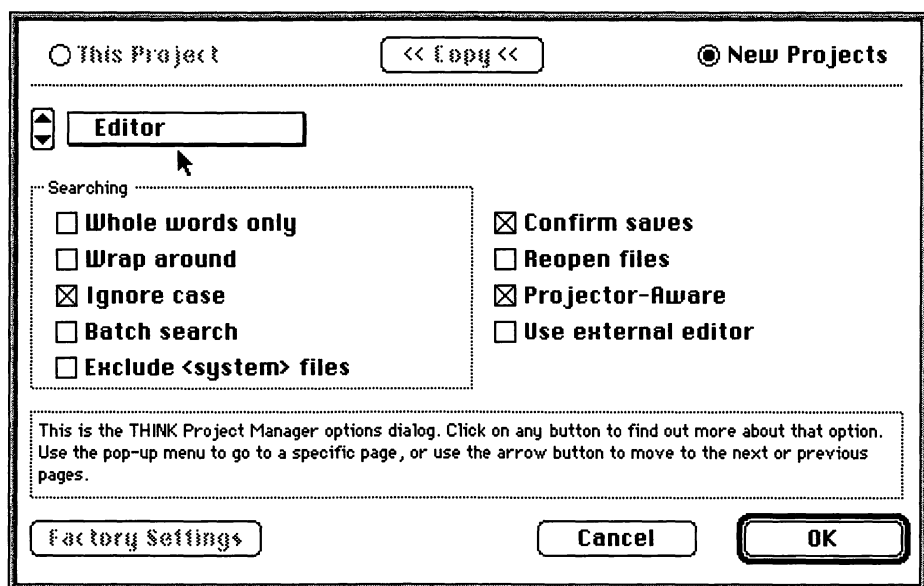 This Project
<< Copy <<
New Projects
Editor
Searching
Whole words only
Wrap around
Ignore case
Batch search
Exclude <system> files
Confirm saves
Reopen files
Projector-Aware
Use external editor
This is the THINK Project Manager options dialog. Click on any button to find out more about that option.
Use the pop-up menu to go to a specific page, or use the arrow button to move to the next or previous
pages.
Factory Settings
Cancel
OK